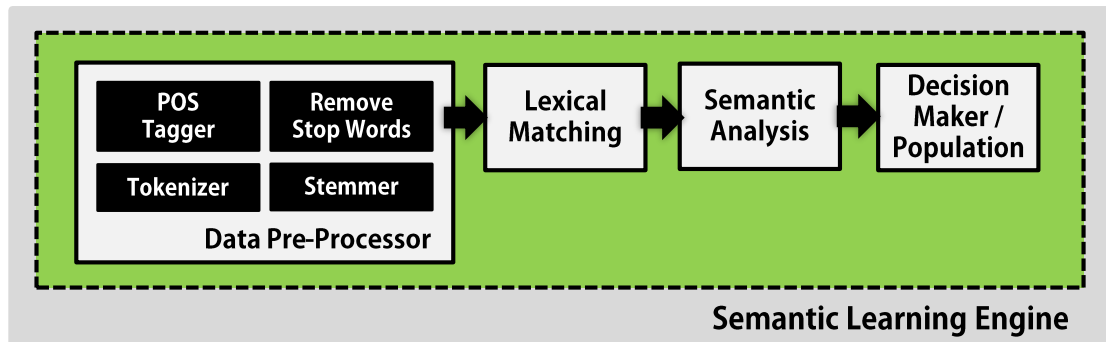 POS
Tagger
Remove
Stop Words
Tokenizer
Stemmer
Data Pre-Processor
Lexical
Matching
Semantic
Analysis
Decision
Maker /
Population
Semantic Learning Engine